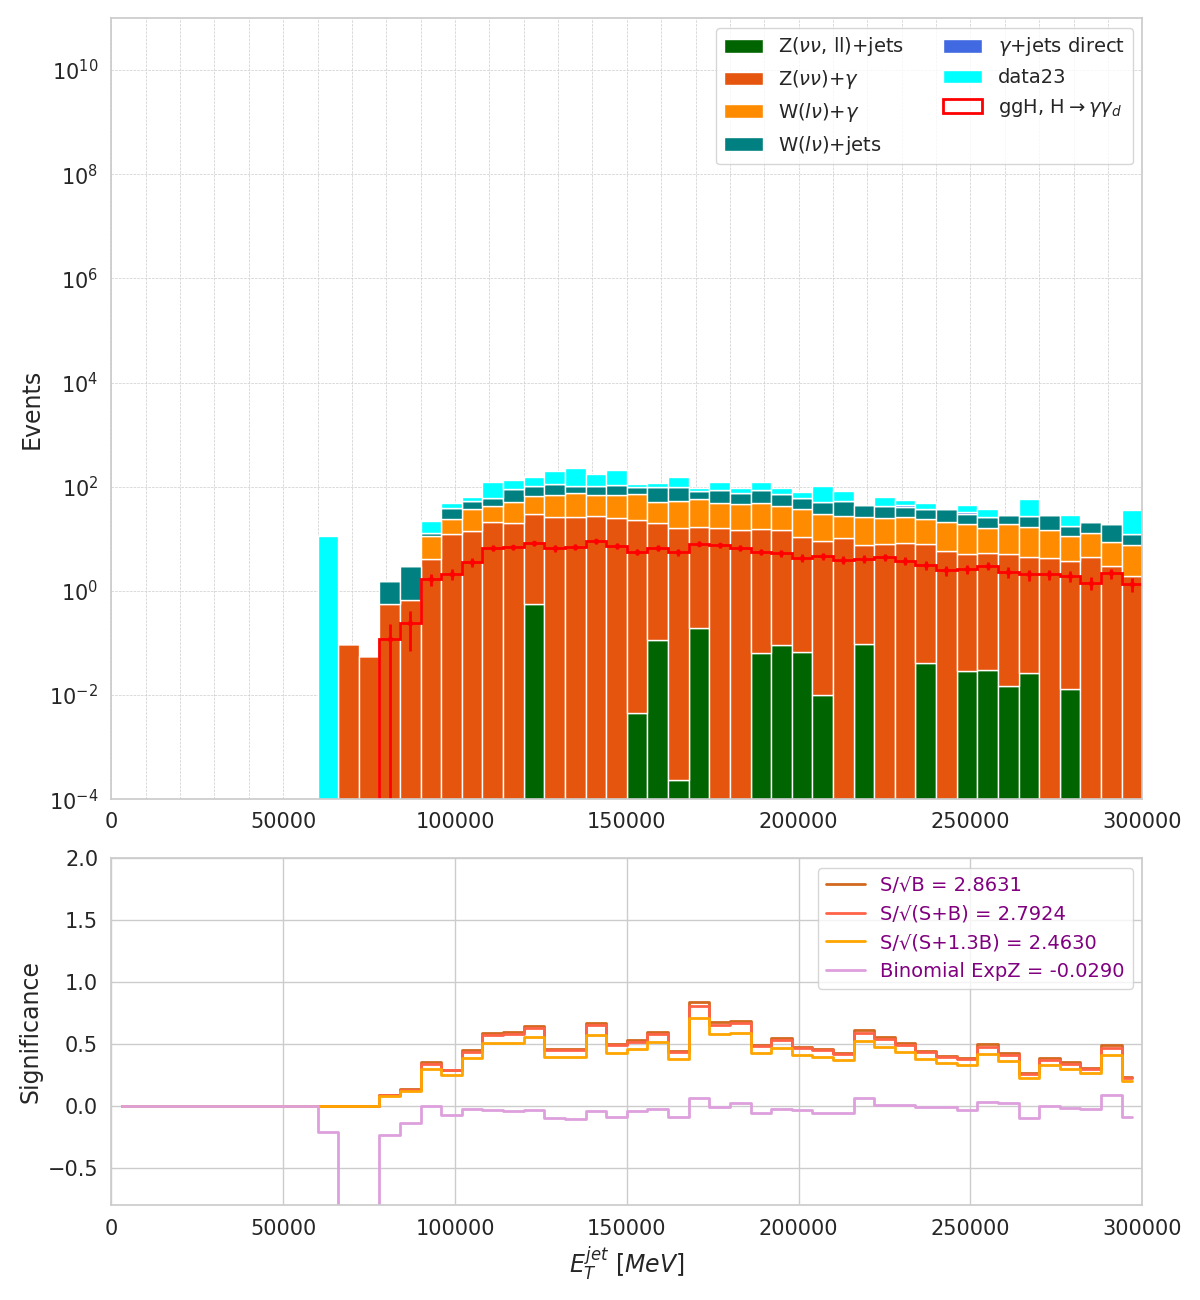 Z(νν, ll)+jets
Z(νν)+γ
W(lν)+γ
W(lν)+jets
γ+jets direct
data23
ggH, H→γγ_d
Events
10^10
10^8
10^6
10^4
10^2
10^0
10^−2
10^−4
0 50000 100000 150000 200000 250000 300000
S/√B = 2.8631
S/√(S+B) = 2.7924
S/√(S+1.3B) = 2.4630
Binomial ExpZ = -0.0290
Significance
2.0
1.5
1.0
0.5
0.0
−0.5
0 50000 100000 150000 200000 250000 300000
E_T^jet [MeV]